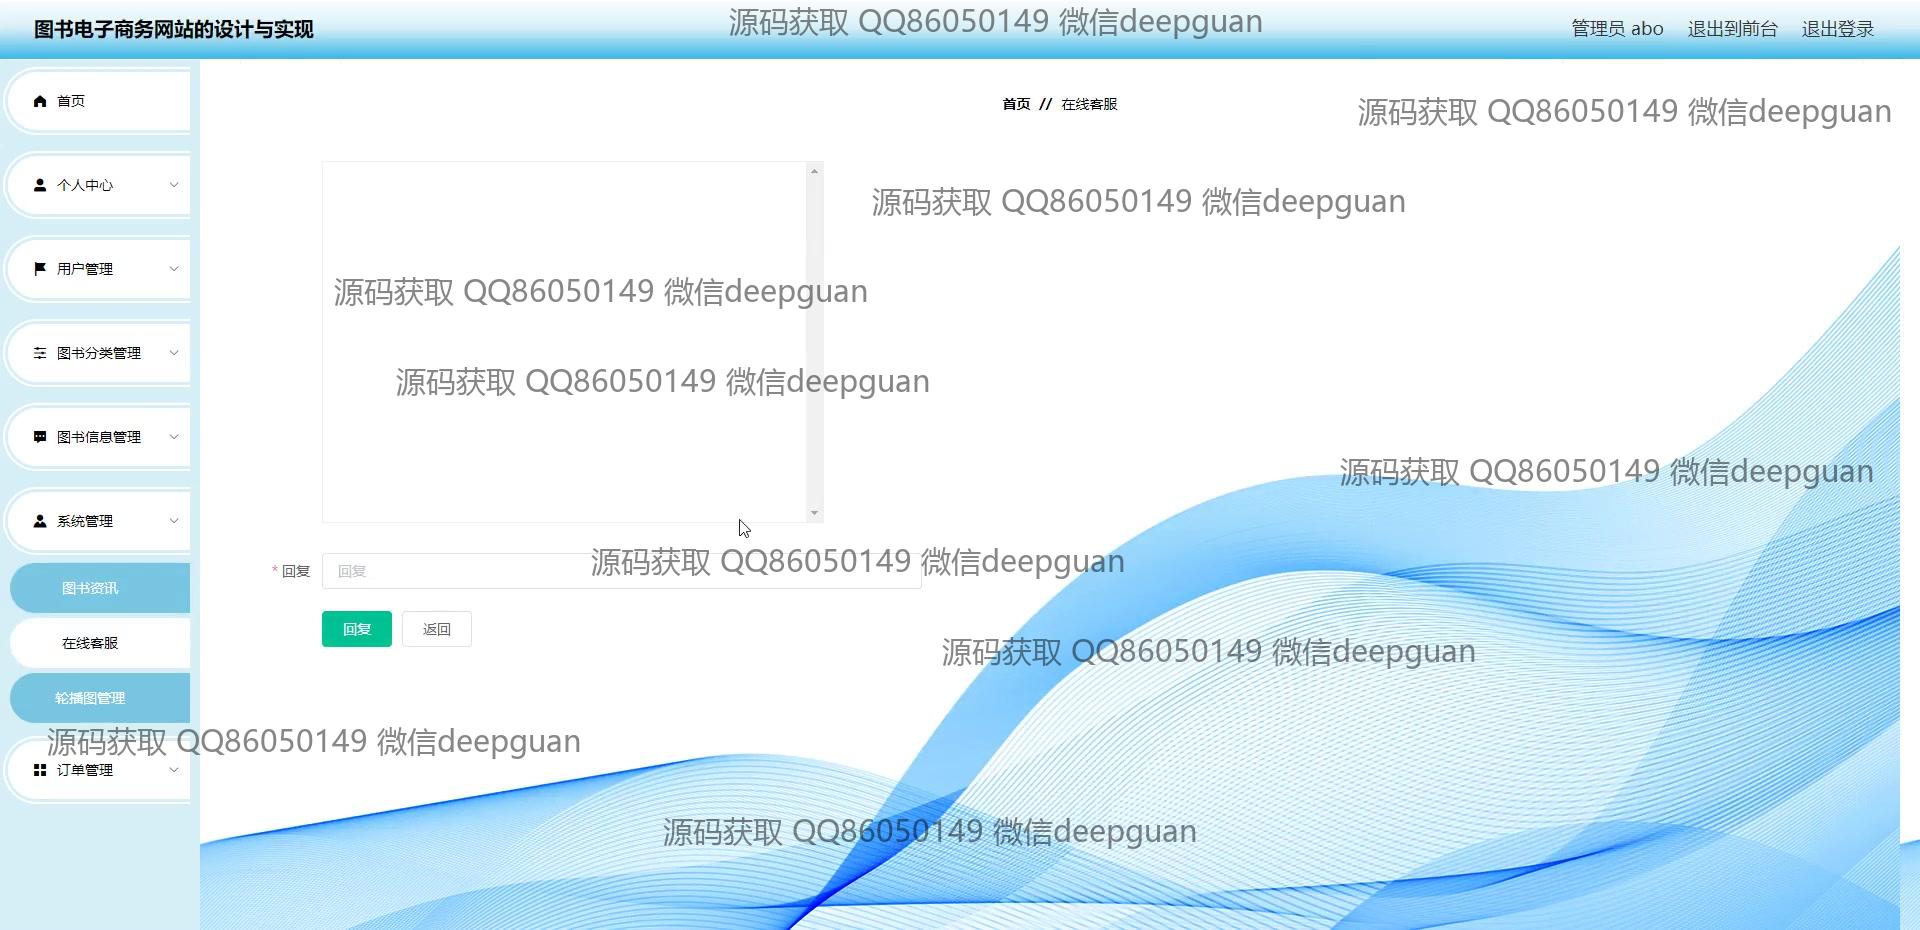 图书电子商务网站的设计与实现
源码获取 QQ86050149 微信deepguan
管理员 abo 退出到前台 退出登录
首页
首页 // 在线客服
源码获取 QQ86050149 微信deepguan
个人中心
源码获取 QQ86050149 微信deepguan
用户管理
源码获取 QQ86050149 微信deepguan
图书分类管理
源码获取 QQ86050149 微信deepguan
图书信息管理
源码获取 QQ86050149 微信deepguan
系统管理
源码获取 QQ86050149 微信deepguan
* 回复 回复
图书资讯
回复 返回
在线客服
源码获取 QQ86050149 微信deepguan
轮播图管理
源码获取 QQ86050149 微信deepguan
订单管理
源码获取 QQ86050149 微信deepguan